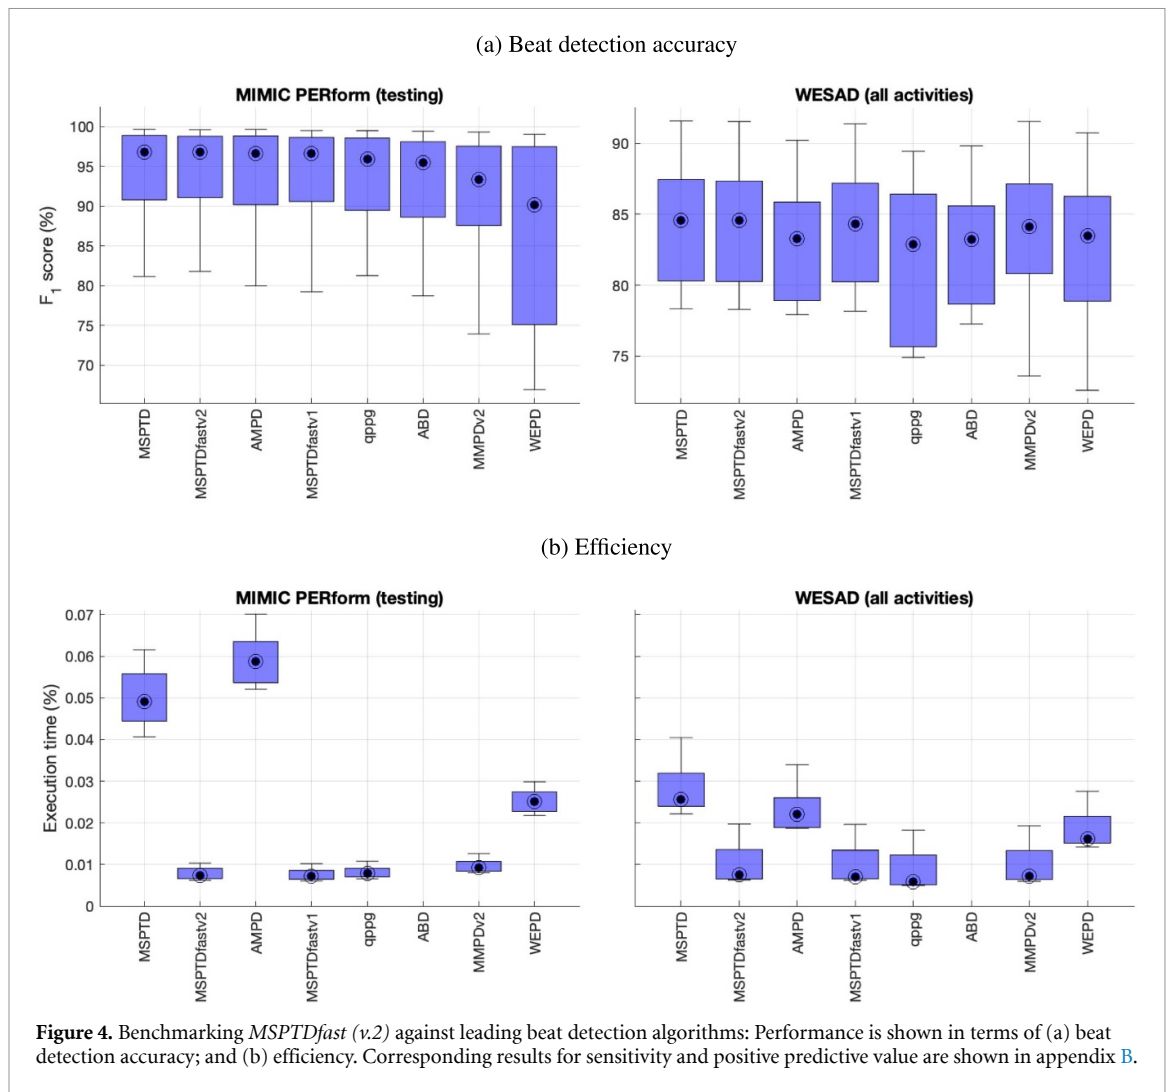 (a) Beat detection accuracy
MIMIC PERform (testing)
F1 score (%)
100
95
90
85
80
75
70
MSPTD
MSPTDfastv2
AMPD
MSPTDfastv1
qppg
ABD
MMPDv2
WEPD
WESAD (all activities)
90
85
80
75
MSPTD
MSPTDfastv2
AMPD
MSPTDfastv1
qppg
ABD
MMPDv2
WEPD
(b) Efficiency
MIMIC PERform (testing)
Execution time (%)
0.07
0.06
0.05
0.04
0.03
0.02
0.01
0
MSPTD
MSPTDfastv2
AMPD
MSPTDfastv1
qppg
ABD
MMPDv2
WEPD
WESAD (all activities)
MSPTD
MSPTDfastv2
AMPD
MSPTDfastv1
qppg
ABD
MMPDv2
WEPD
Figure 4. Benchmarking MSPTDfast (v.2) against leading beat detection algorithms: Performance is shown in terms of (a) beat
detection accuracy; and (b) efficiency. Corresponding results for sensitivity and positive predictive value are shown in appendix B.